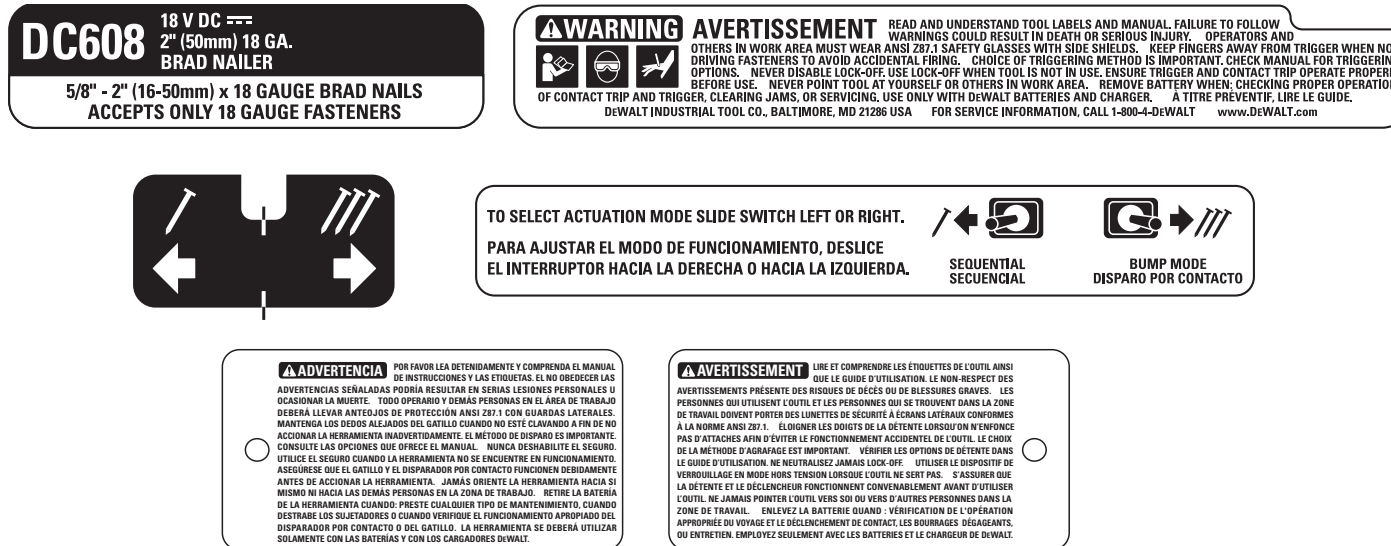 DC608
18 V DC
2" (50mm) 18 GA.
BRAD NAILER
5/8" - 2" (16-50mm) x 18 GAUGE BRAD NAILS
ACCEPTS ONLY 18 GAUGE FASTENERS
WARNING AVERTISSEMENT READ AND UNDERSTAND TOOL LABELS AND MANUAL. FAILURE TO FOLLOW
WARNINGS COULD RESULT IN DEATH OR SERIOUS INJURY. OPERATORS AND
OTHERS IN WORK AREA MUST WEAR ANSI Z87.1 SAFETY GLASSES WITH SIDE SHIELDS. KEEP FINGERS AWAY FROM TRIGGER WHEN NO
DRIVING FASTENERS TO AVOID ACCIDENTAL FIRING. CHOICE OF TRIGGERING METHOD IS IMPORTANT. CHECK MANUAL FOR TRIGGERIN
OPTIONS. NEVER DISABLE LOCK-OFF. USE LOCK-OFF WHEN TOOL IS NOT IN USE. ENSURE TRIGGER AND CONTACT TRIP OPERATE PROPER
BEFORE USE. NEVER POINT TOOL AT YOURSELF OR OTHERS IN WORK AREA. REMOVE BATTERY WHEN: CHECKING PROPER OPERATIO
OF CONTACT TRIP AND TRIGGER, CLEARING JAMS, OR SERVICING. USE ONLY WITH DEWALT BATTERIES AND CHARGER. À TITRE PRÉVENTIF, LIRE LE GUIDE.
DEWALT INDUSTRIAL TOOL CO., BALTIMORE, MD 21286 USA FOR SERVICE INFORMATION, CALL 1-800-4-DEWALT www.DEWALT.com
TO SELECT ACTUATION MODE SLIDE SWITCH LEFT OR RIGHT.
PARA AJUSTAR EL MODO DE FUNCIONAMIENTO, DESLICE
EL INTERRUPTOR HACIA LA DERECHA O HACIA LA IZQUIERDA.
SEQUENTIAL
SECUENCIAL
BUMP MODE
DISPARO POR CONTACTO
ADVERTENCIA POR FAVOR LEA DETENIDAMENTE Y COMPRENDA EL MANUAL
DE INSTRUCCIONES Y LAS ETIQUETAS. EL NO OBEDECER LAS
ADVERTENCIAS SEÑALADAS PODRÍA RESULTAR EN SERIAS LESIONES PERSONALES U
OCASIONAR LA MUERTE. TODO OPERARIO Y DEMÁS PERSONAS EN EL ÁREA DE TRABAJO
DEBERÁ LLEVAR ANTEOJOS DE PROTECCIÓN ANSI Z87.1 CON GUARDAS LATERALES.
MANTENGA LOS DEDOS ALEJADOS DEL GATILLO CUANDO NO ESTÉ CLAVANDO A FIN DE NO
ACCIONAR LA HERRAMIENTA INADVERTIDAMENTE. EL MÉTODO DE DISPARO ES IMPORTANTE.
CONSULTE LAS OPCIONES QUE OFRECE EL MANUAL. NUNCA DESHABILITE EL SEGURO.
UTILICE EL SEGURO CUANDO LA HERRAMIENTA NO SE ENCUENTRE EN FUNCIONAMIENTO.
ASEGÚRESE QUE EL GATILLO Y EL DISPARADOR POR CONTACTO FUNCIONEN DEBIDAMENTE
ANTES DE ACCIONAR LA HERRAMIENTA. JAMÁS ORIENTE LA HERRAMIENTA HACIA SI
MISMO NI HACIA LAS DEMÁS PERSONAS EN LA ZONA DE TRABAJO. RETIRE LA BATERÍA
DE LA HERRAMIENTA CUANDO: PRESTE CUALQUIER TIPO DE MANTENIMIENTO, CUANDO
DESTRABE LOS SUJETADORES O CUANDO VERIFIQUE EL FUNCIONAMIENTO APROPIADO DEL
DISPARADOR POR CONTACTO O DEL GATILLO. LA HERRAMIENTA SE DEBERÁ UTILIZAR
SOLAMENTE CON LAS BATERÍAS Y CON LOS CARGADORES DEWALT.
AVERTISSEMENT LIRE ET COMPRENDRE LES ÉTIQUETTES DE L'OUTIL AINSI
QUE LE GUIDE D'UTILISATION. LE NON-RESPECT DES
AVERTISSEMENTS PRÉSENTE DES RISQUES DE DÉCÈS OU DE BLESSURES GRAVES. LES
PERSONNES QUI UTILISENT L'OUTIL ET LES PERSONNES QUI SE TROUVENT DANS LA ZONE
DE TRAVAIL DOIVENT PORTER DES LUNETTES DE SÉCURITÉ À ÉCRANS LATÉRAUX CONFORMES
À LA NORME ANSI Z87.1. ÉLOIGNER LES DOIGTS DE LA DÉTENTE LORSQU'ON N'ENFONCE
PAS D'ATTACHES AFIN D'ÉVITER LE FONCTIONNEMENT ACCIDENTEL DE L'OUTIL. LE CHOIX
DE LA MÉTHODE D'AGRAFAGE EST IMPORTANT. VÉRIFIER LES OPTIONS DE DÉTENTE DANS
LE GUIDE D'UTILISATION. NE NEUTRALISEZ JAMAIS LOCK-OFF. UTILISER LE DISPOSITIF DE
VERROUILLAGE EN MODE HORS TENSION LORSQUE L'OUTIL NE SERT PAS. S'ASSURER QUE
LA DÉTENTE ET LE DÉCLENCHEUR FONCTIONNENT CONVENABLEMENT AVANT D'UTILISER
L'OUTIL. NE JAMAIS POINTER L'OUTIL VERS SOI OU VERS D'AUTRES PERSONNES DANS LA
ZONE DE TRAVAIL. ENLEVEZ LA BATTERIE QUAND : VÉRIFICATION DE L'OPÉRATION
APPROPRIÉE DU VOYAGE ET LE DÉCLENCHEMENT DE CONTACT, LES BOURRAGES DÉGAGEANTS,
OU ENTRETIEN. EMPLOYEZ SEULEMENT AVEC LES BATTERIES ET LE CHARGEUR DE DEWALT.